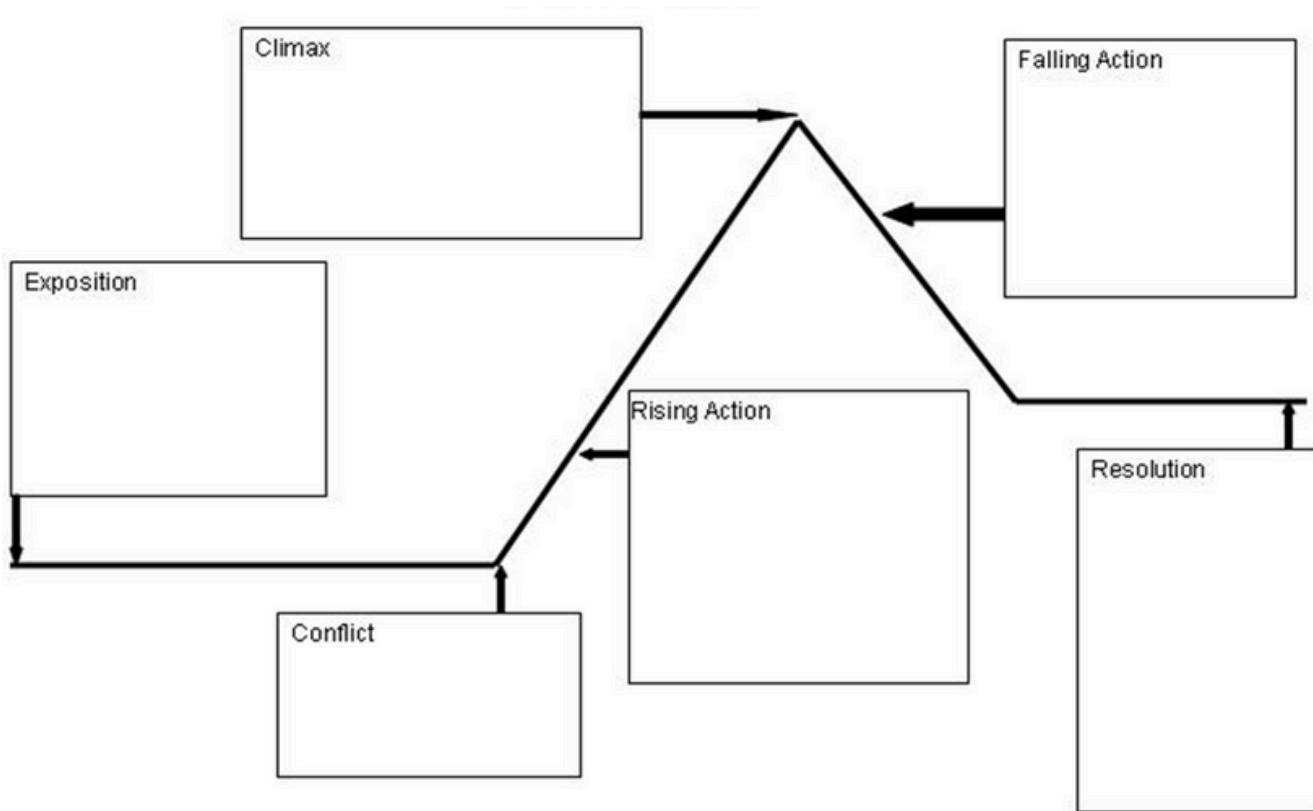 Climax
Falling Action
Exposition
Rising Action
Resolution
Conflict